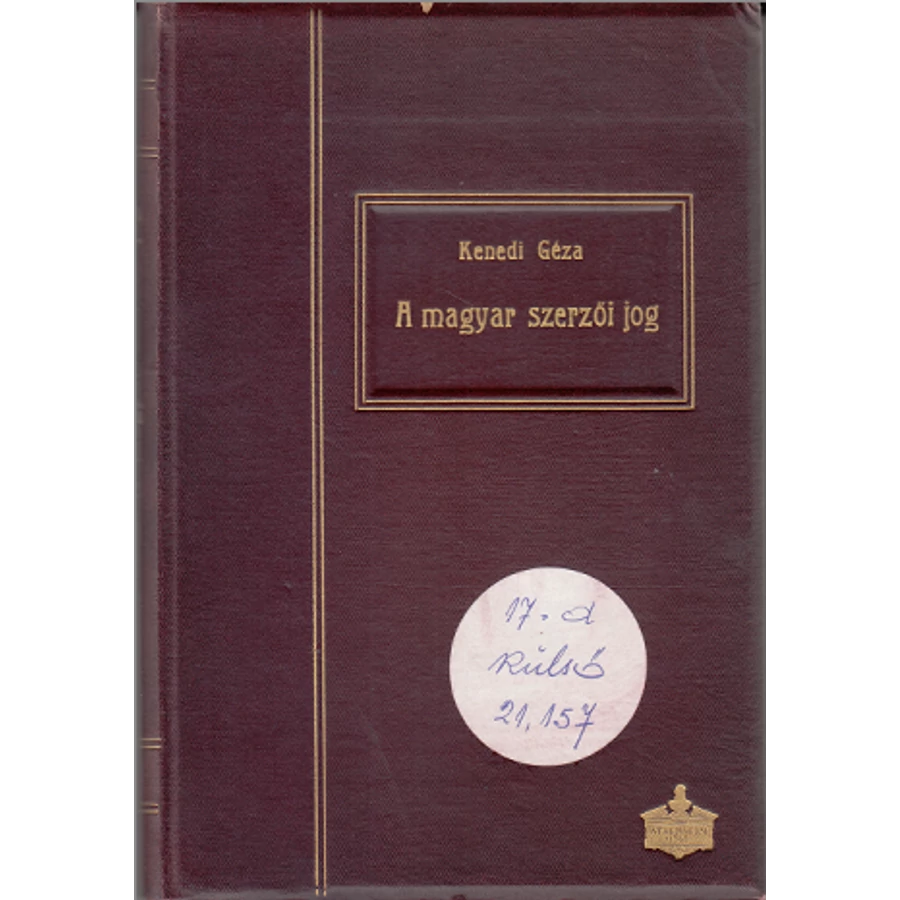 Kenedi Géza
A magyar szerzői jog
17. d
Külső
21,157